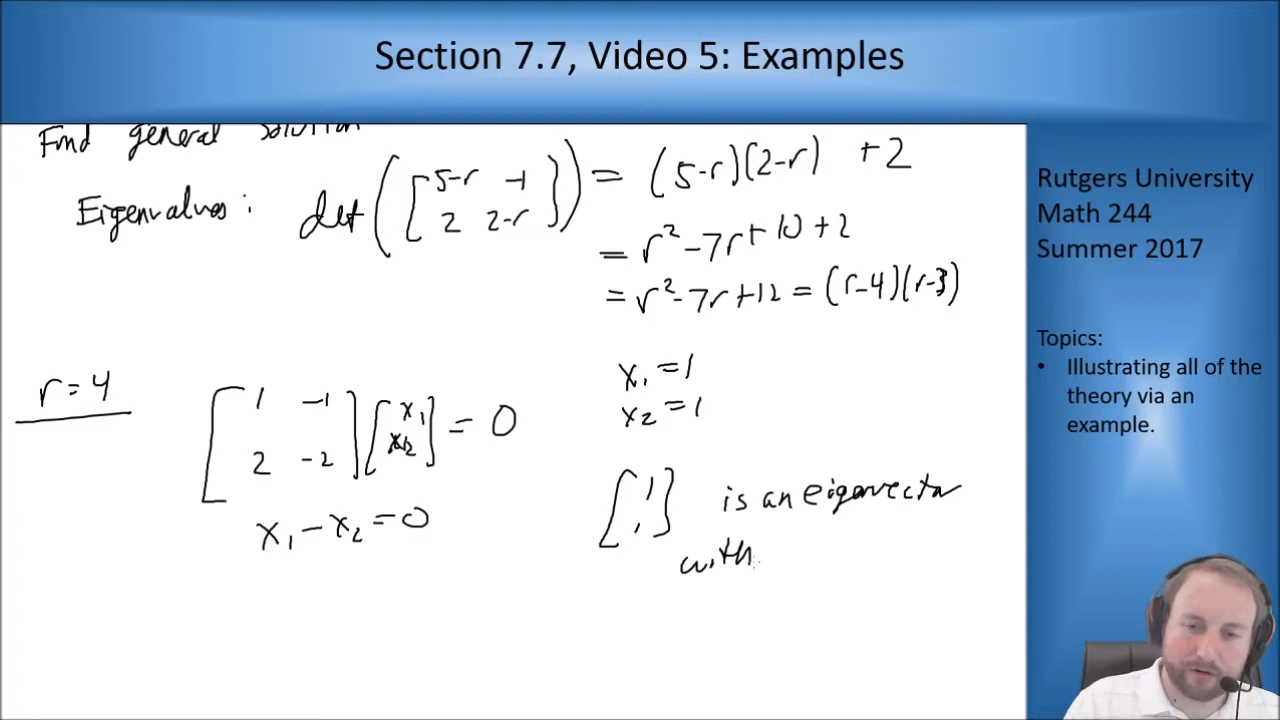 Section 7.7, Video 5: Examples
Find general solution
Eigenvalues: det([5-r -1
2 2-r]) = (5-r)(2-r) +2
= r² -7r+10+2
= r²-7r+12 = (r-4)(r-3)
r=4
[1 -1
2 -2][x₁
x₂] = 0
x₁-x₂=0
x₁=1
x₂=1
[1
1] is an eigenvector
with
Rutgers University
Math 244
Summer 2017
Topics:
• Illustrating all of the
theory via an
example.